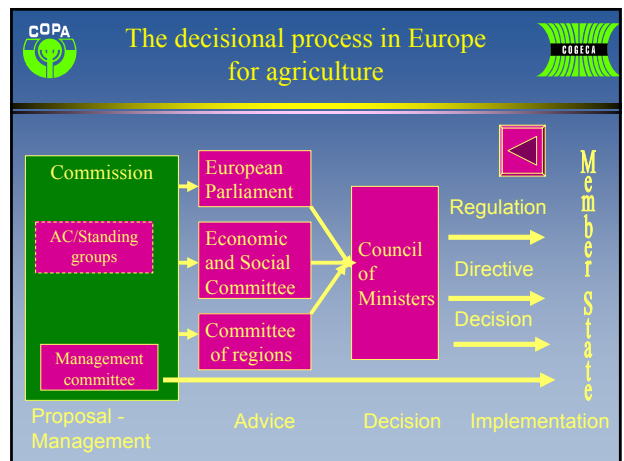 COPA
The decisional process in Europe
for agriculture
COGECA
Commission
AC/Standing
groups
Management
committee
European
Parliament
Economic
and Social
Committee
Committee
of regions
Council
of
Ministers
Regulation
Directive
Decision
Member State
Proposal -
Management
Advice
Decision
Implementation